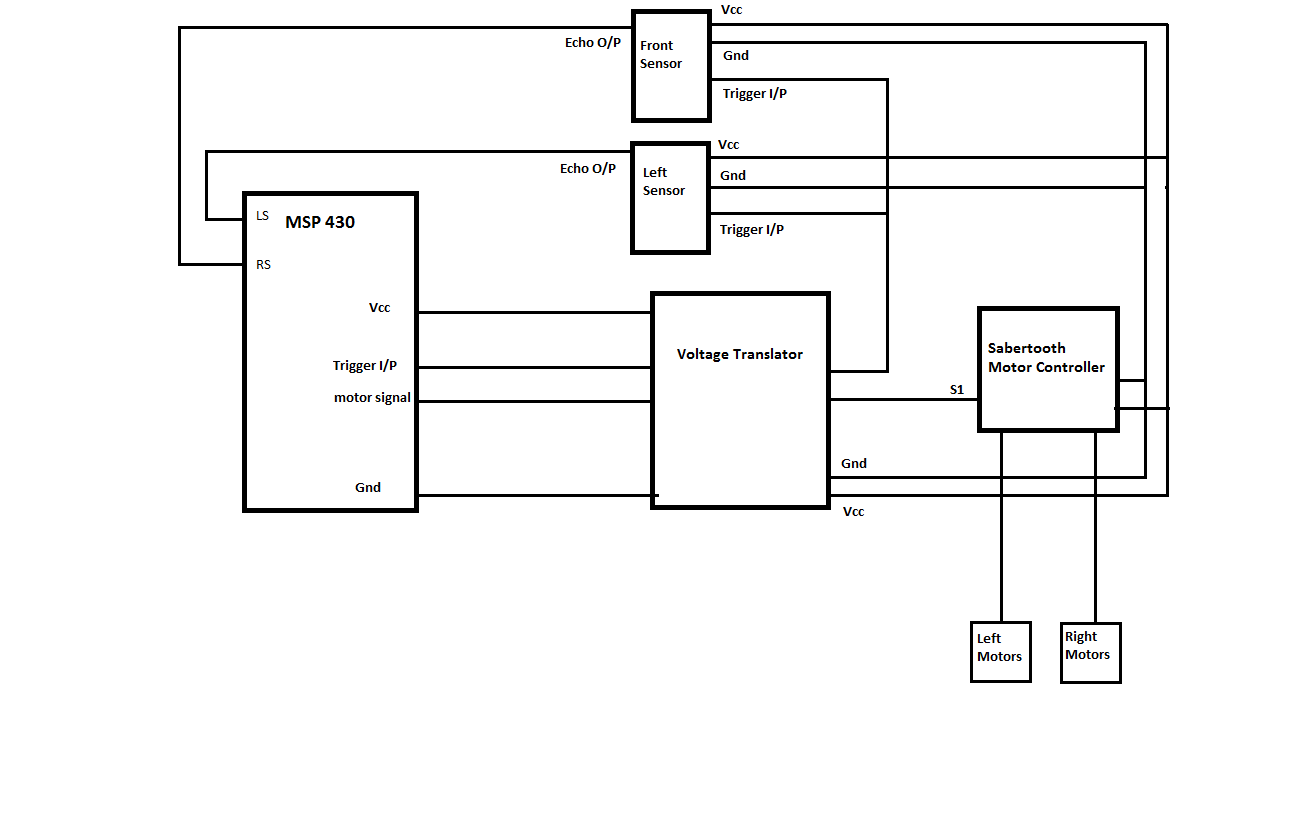 Vcc
Echo O/P
Front
Sensor
Gnd
Trigger I/P
Vcc
Echo O/P
Left
Sensor
Gnd
Trigger I/P
LS
MSP 430
RS
Vcc
Trigger I/P
motor signal
Gnd
Voltage Translator
Sabertooth
Motor Controller
S1
Gnd
Vcc
Left
Motors
Right
Motors